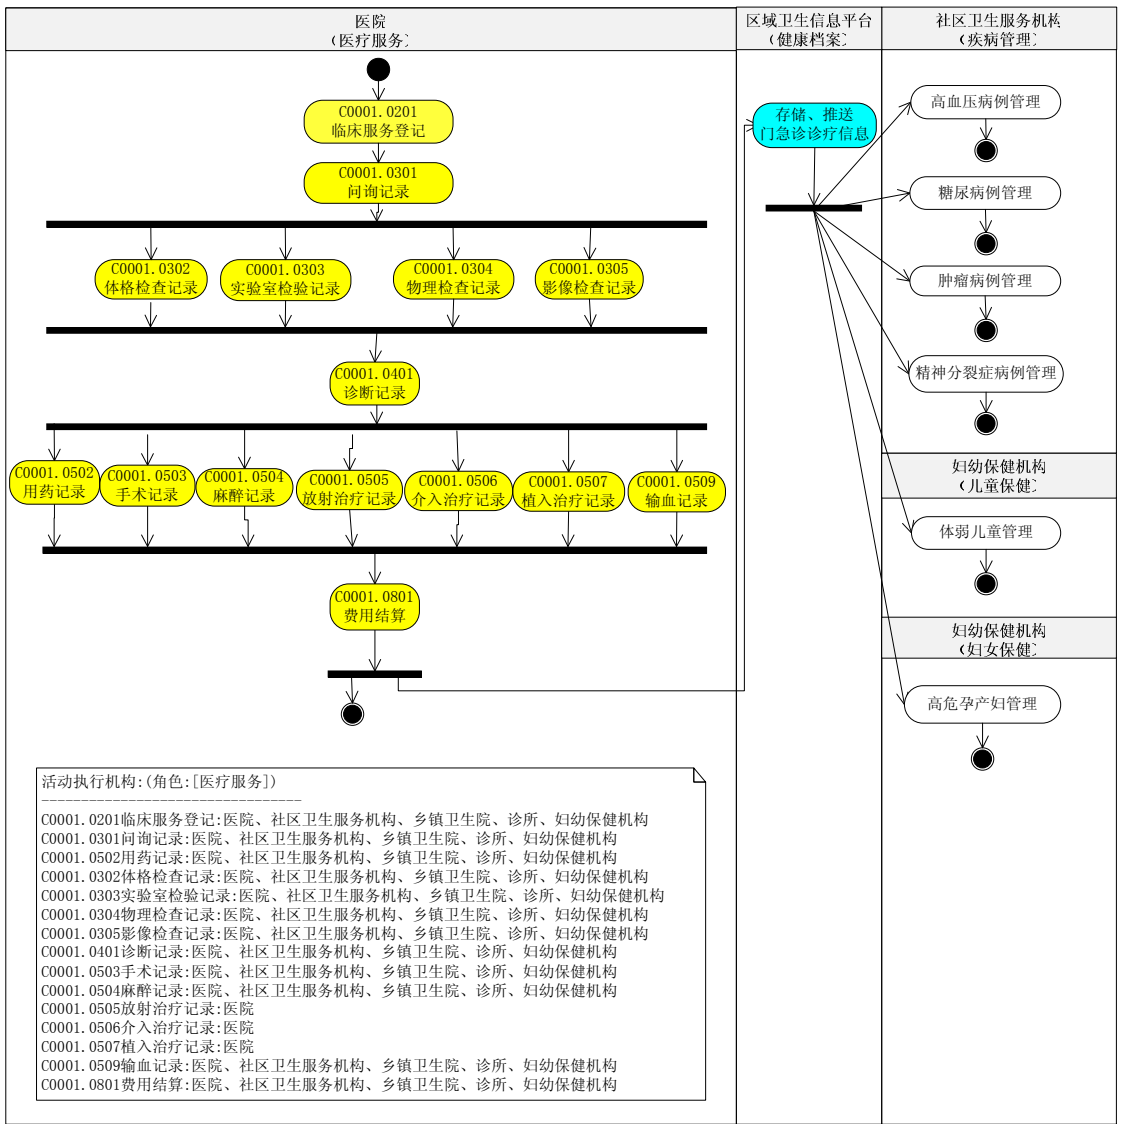 医院
(医疗服务)
区域卫生信息平台
(健康档案)
社区卫生服务机构
(疾病管理)
C0001.0201
临床服务登记
C0001.0301
问询记录
C0001.0302
体格检查记录
C0001.0303
实验室检验记录
C0001.0304
物理检查记录
C0001.0305
影像检查记录
C0001.0401
诊断记录
C0001.0502
用药记录
C0001.0503
手术记录
C0001.0504
麻醉记录
C0001.0505
放射治疗记录
C0001.0506
介入治疗记录
C0001.0507
植入治疗记录
C0001.0509
输血记录
C0001.0801
费用结算
存储、推送
门急诊诊疗信息
高血压病例管理
糖尿病例管理
肿瘤病例管理
精神分裂症病例管理
妇幼保健机构
(儿童保健)
体弱儿童管理
妇幼保健机构
(妇女保健)
高危孕产妇管理
活动执行机构:(角色:[医疗服务])
---------------------------------
C0001.0201临床服务登记:医院、社区卫生服务机构、乡镇卫生院、诊所、妇幼保健机构
C0001.0301问询记录:医院、社区卫生服务机构、乡镇卫生院、诊所、妇幼保健机构
C0001.0502用药记录:医院、社区卫生服务机构、乡镇卫生院、诊所、妇幼保健机构
C0001.0302体格检查记录:医院、社区卫生服务机构、乡镇卫生院、诊所、妇幼保健机构
C0001.0303实验室检验记录:医院、社区卫生服务机构、乡镇卫生院、诊所、妇幼保健机构
C0001.0304物理检查记录:医院、社区卫生服务机构、乡镇卫生院、诊所、妇幼保健机构
C0001.0305影像检查记录:医院、社区卫生服务机构、乡镇卫生院、诊所、妇幼保健机构
C0001.0401诊断记录:医院、社区卫生服务机构、乡镇卫生院、诊所、妇幼保健机构
C0001.0503手术记录:医院、社区卫生服务机构、乡镇卫生院、诊所、妇幼保健机构
C0001.0504麻醉记录:医院、社区卫生服务机构、乡镇卫生院、诊所、妇幼保健机构
C0001.0505放射治疗记录:医院
C0001.0506介入治疗记录:医院
C0001.0507植入治疗记录:医院
C0001.0509输血记录:医院、社区卫生服务机构、乡镇卫生院、诊所、妇幼保健机构
C0001.0801费用结算:医院、社区卫生服务机构、乡镇卫生院、诊所、妇幼保健机构